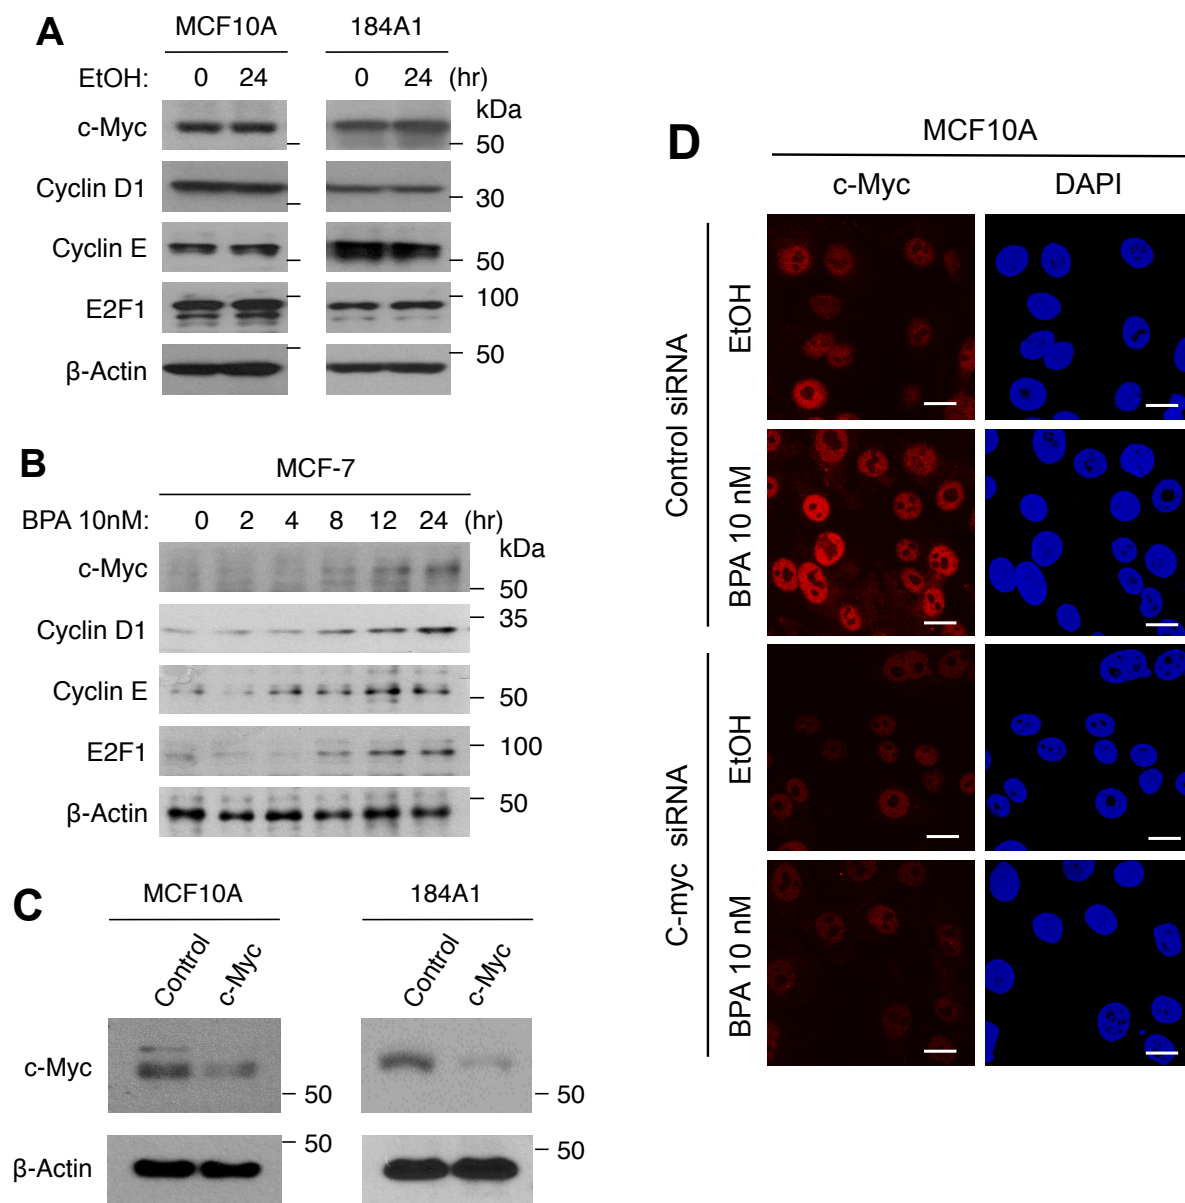 A
MCF10A
184A1
EtOH: 0 24 0 24 (hr)
kDa
c-Myc
50
Cyclin D1
30
Cyclin E
50
E2F1
100
β-Actin
50
B
MCF-7
BPA 10nM: 0 2 4 8 12 24 (hr)
kDa
c-Myc
50
Cyclin D1
35
Cyclin E
50
E2F1
100
β-Actin
50
C
MCF10A
184A1
Control c-Myc Control c-Myc
c-Myc
50 50
β-Actin
50 50
D
MCF10A
c-Myc DAPI
Control siRNA
EtOH
BPA 10 nM
C-myc siRNA
EtOH
BPA 10 nM